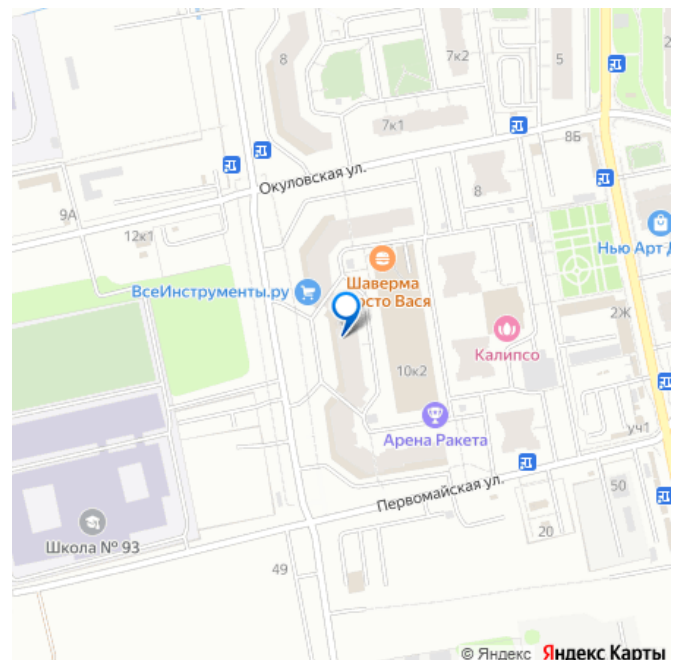 8
7к2
5
7к1
8Б
Окуловская ул.
8
9А
12к1
Нью Арт Д
ВсеИнструменты.ру
Шаверма
осто Вася
2Ж
Калипсо
10к2
Арена Ракета
уч1
Первомайская ул.
50
Школа № 93
20
49
© Яндекс Яндекс Карты